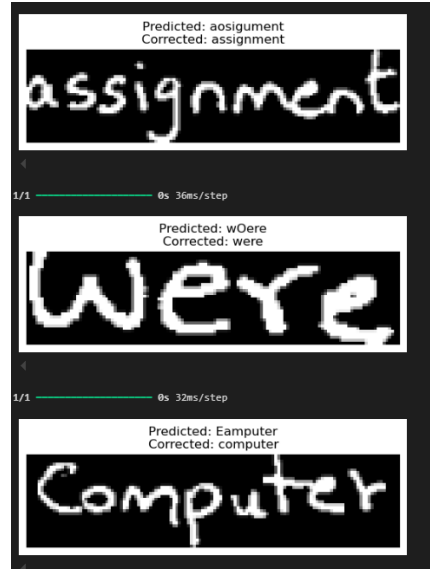 Predicted: aosigument
Corrected: assignment
assignment
1/1 ━━━━━━━━━━━━━━━━━━━━ 0s 36ms/step
Predicted: wOere
Corrected: were
Were
1/1 ━━━━━━━━━━━━━━━━━━━━ 0s 32ms/step
Predicted: Eamputer
Corrected: computer
Computer